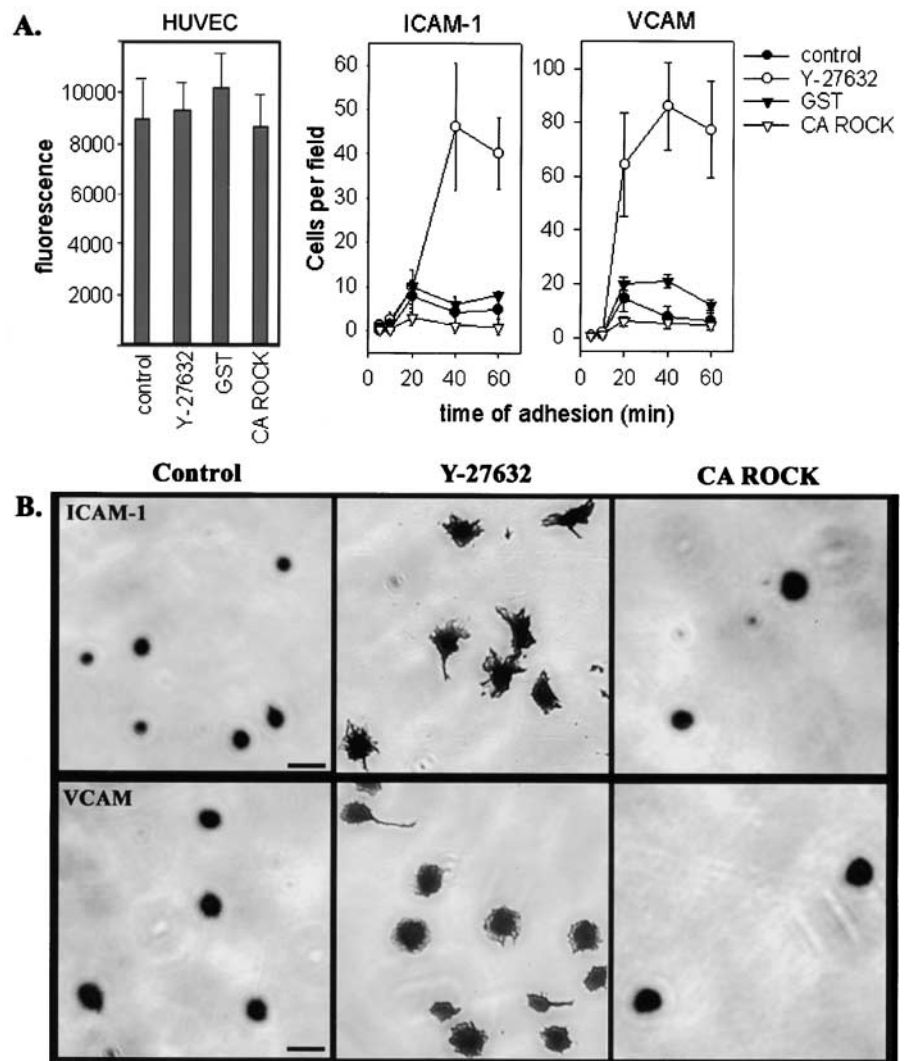 A.
HUVEC
fluorescence
10000
8000
6000
4000
2000
control
Y-27632
GST
CA ROCK
ICAM-1
Cells per field
60
50
40
30
20
10
0
0 20 40 60
VCAM
100
80
60
40
20
0
0 20 40 60
time of adhesion (min)
control
Y-27632
GST
CA ROCK
Control Y-27632 CA ROCK
B.
ICAM-1
VCAM